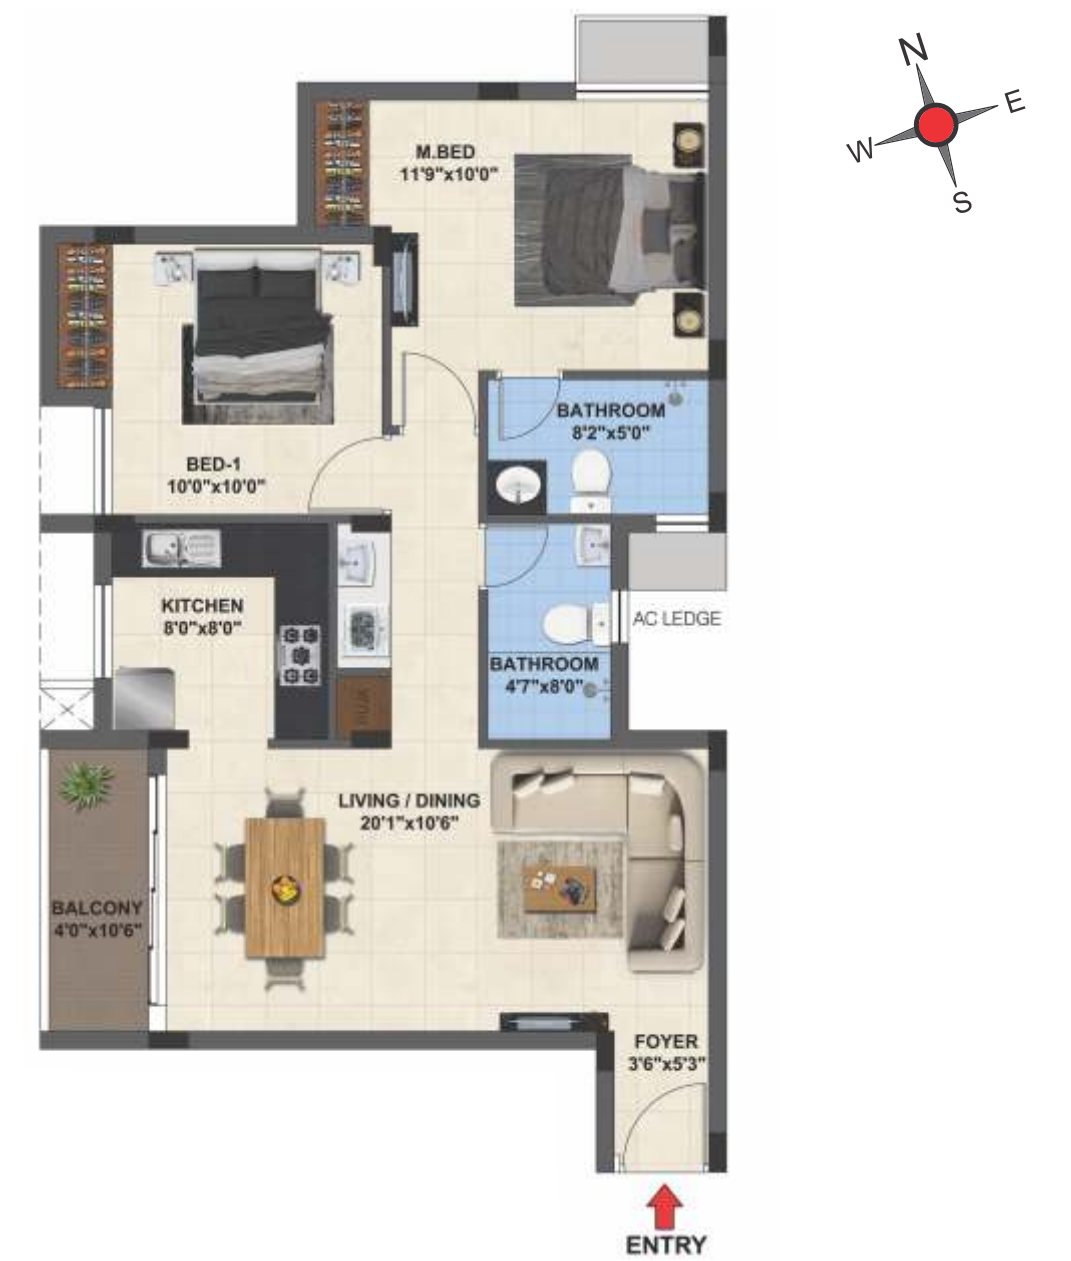 N
E
W
S
M.BED
11'9"x10'0"
BATHROOM
8'2"x5'0"
BED-1
10'0"x10'0"
KITCHEN
8'0"x8'0"
AC LEDGE
BATHROOM
4'7"x8'0"
LIVING / DINING
20'1"x10'6"
BALCONY
4'0"x10'6"
FOYER
3'6"x5'3"
ENTRY